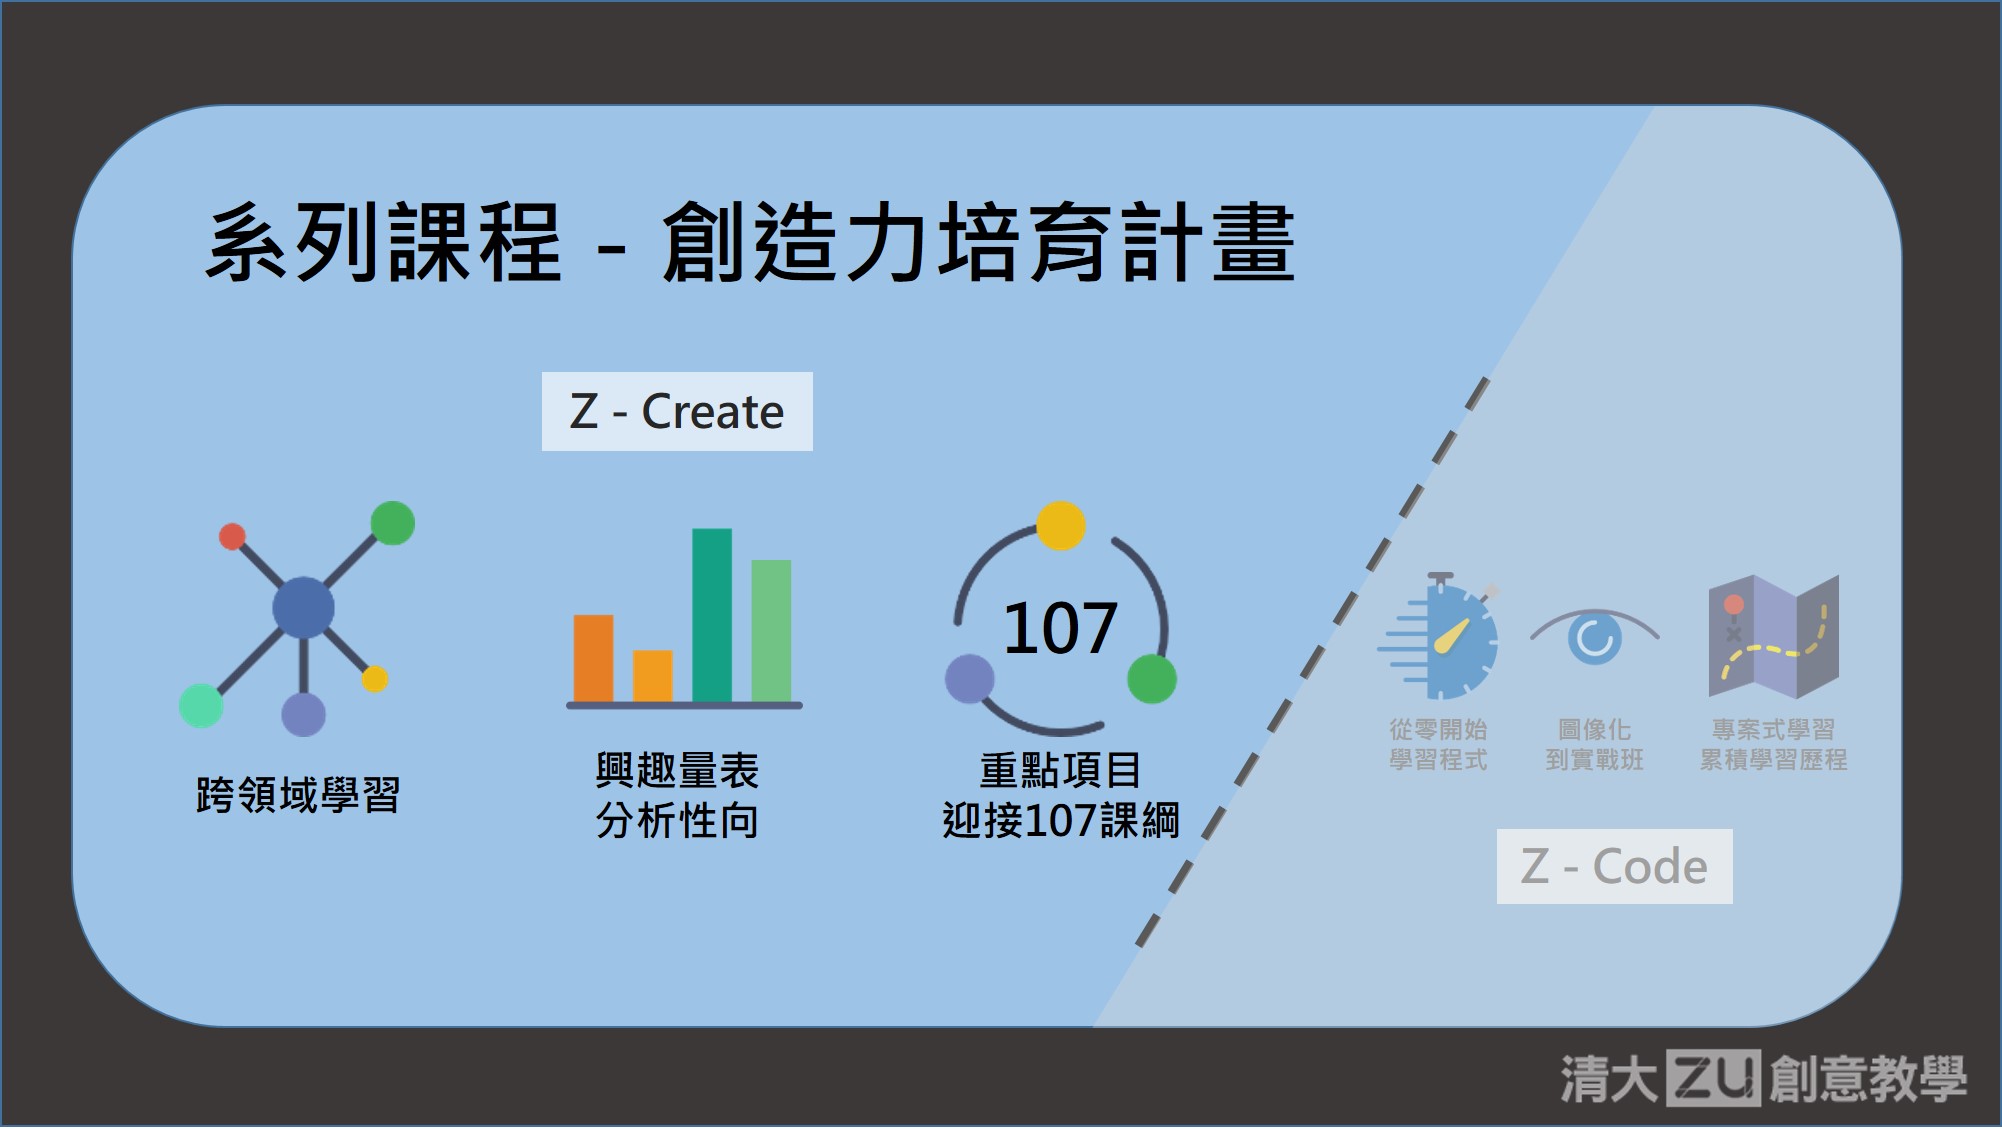 系列課程 - 創造力培育計畫
Z - Create
107
跨領域學習
興趣量表
分析性向
重點項目
迎接107課綱
從零開始
學習程式
圖像化
到實戰班
專案式學習
累積學習歷程
Z - Code
清大ZU創意教學